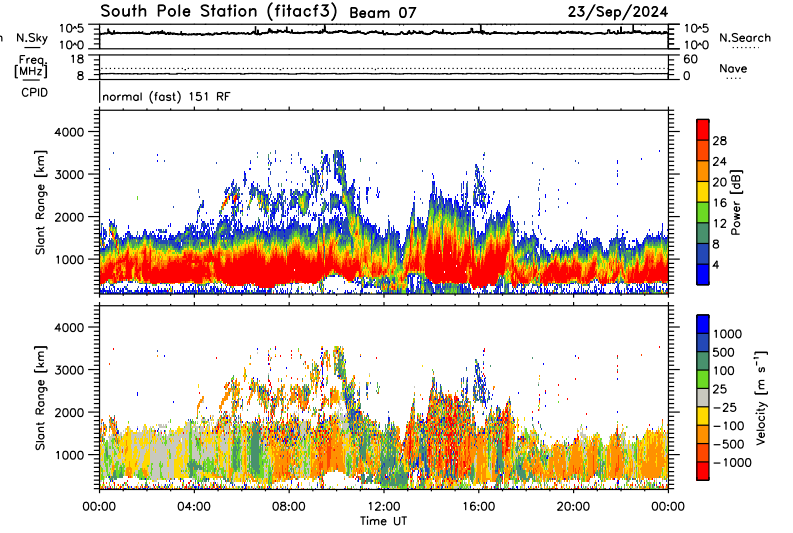 South Pole Station (fitacf3) Beam 07 23/Sep/2024
n N.Sky 10^5 10^0 10^5 10^0 N.Search
Freq. [MHz] 18 8 60 0 Nave
CPID normal (fast) 151 RF
Slant Range [km]
4000
3000
2000
1000
28
24
20
16
12
8
4
Power [dB]
Slant Range [km]
4000
3000
2000
1000
1000
500
100
25
-25
-100
-500
-1000
Velocity [m s⁻¹]
00:00 04:00 08:00 12:00 16:00 20:00 00:00
Time UT